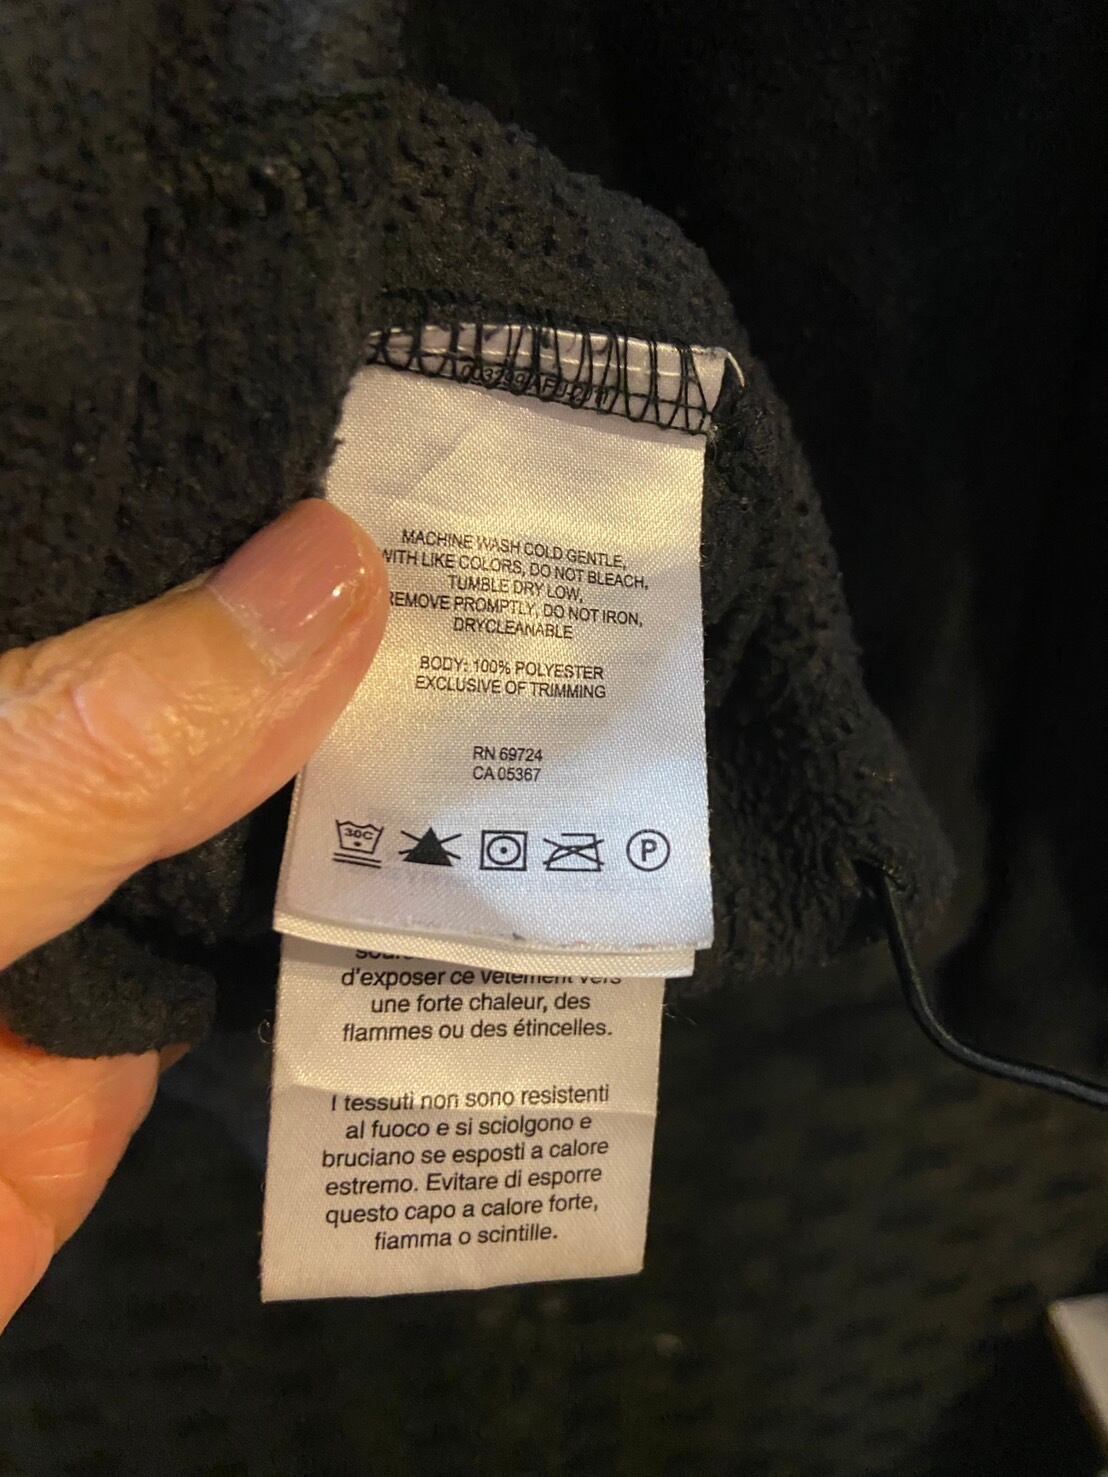 MACHINE WASH COLD GENTLE,
WITH LIKE COLORS, DO NOT BLEACH,
TUMBLE DRY LOW,
REMOVE PROMPTLY, DO NOT IRON,
DRYCLEANABLE
BODY: 100% POLYESTER
EXCLUSIVE OF TRIMMING
RN 69724
CA 05367
30C
P
d'exposer ce vêtement vers
une forte chaleur, des
flammes ou des étincelles.
I tessuti non sono resistenti
al fuoco e si sciolgono e
bruciano se esposti a calore
estremo. Evitare di esporre
questo capo a calore forte,
fiamma o scintille.